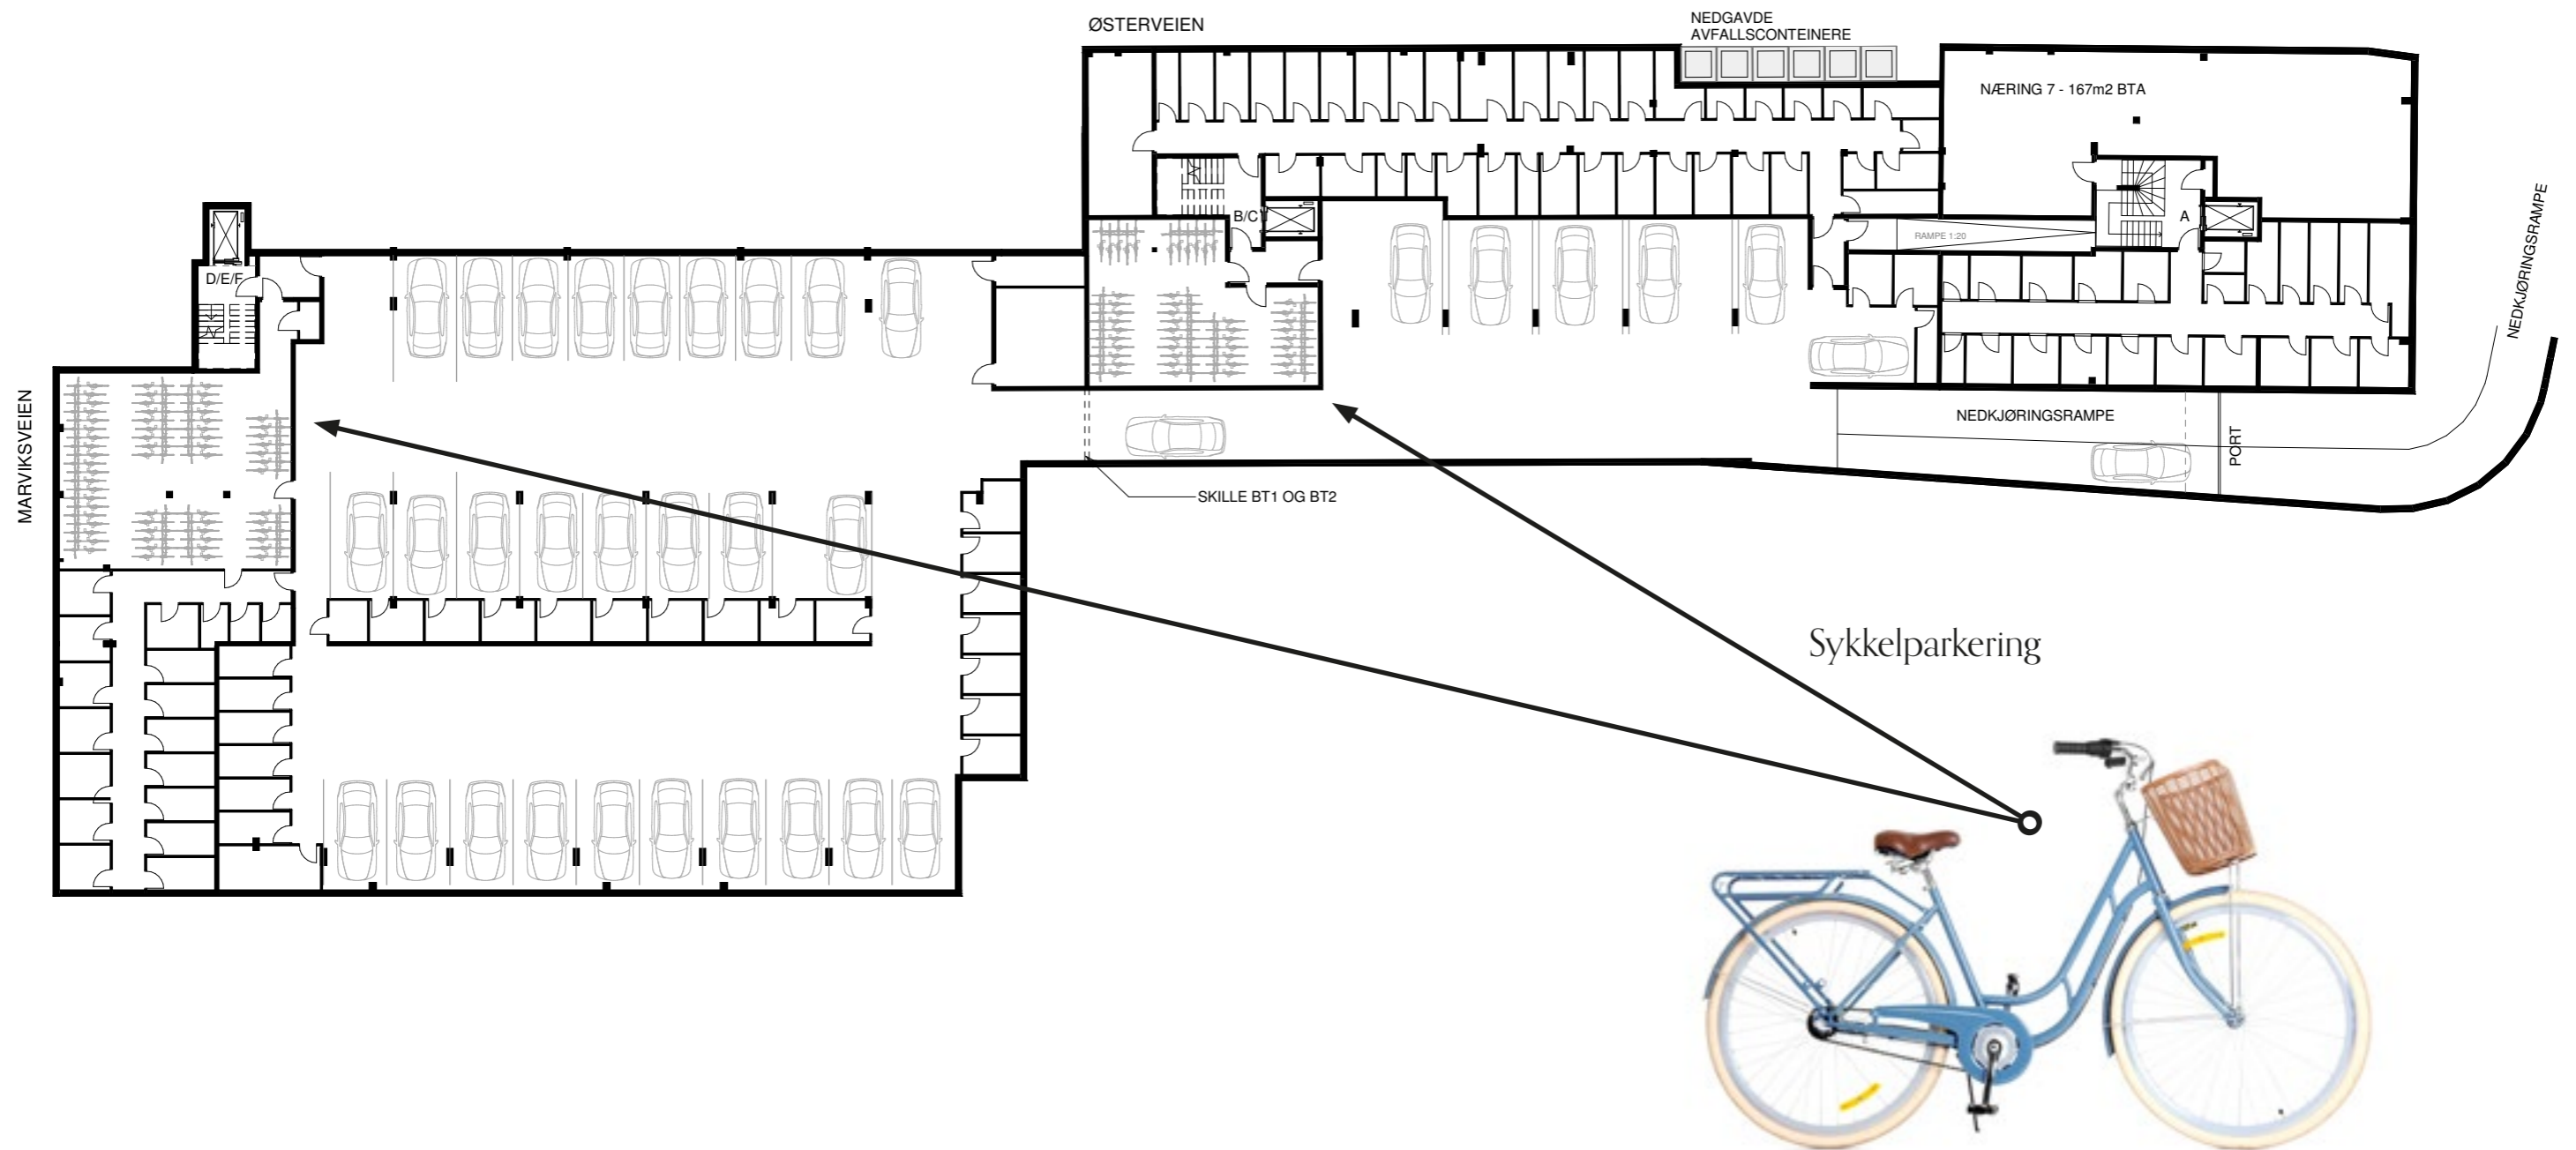 ØSTERVEIEN
NEDGAVDE
AVFALLSCONTEINERE
NÆRING 7 - 167m2 BTA
B/C
A
RAMPE 1:20
NEDKJØRINGSRAMPE
D/E/F
MARVIKSVEIEN
NEDKJØRINGSRAMPE
PORT
SKILLE BT1 OG BT2
Sykkelparkering